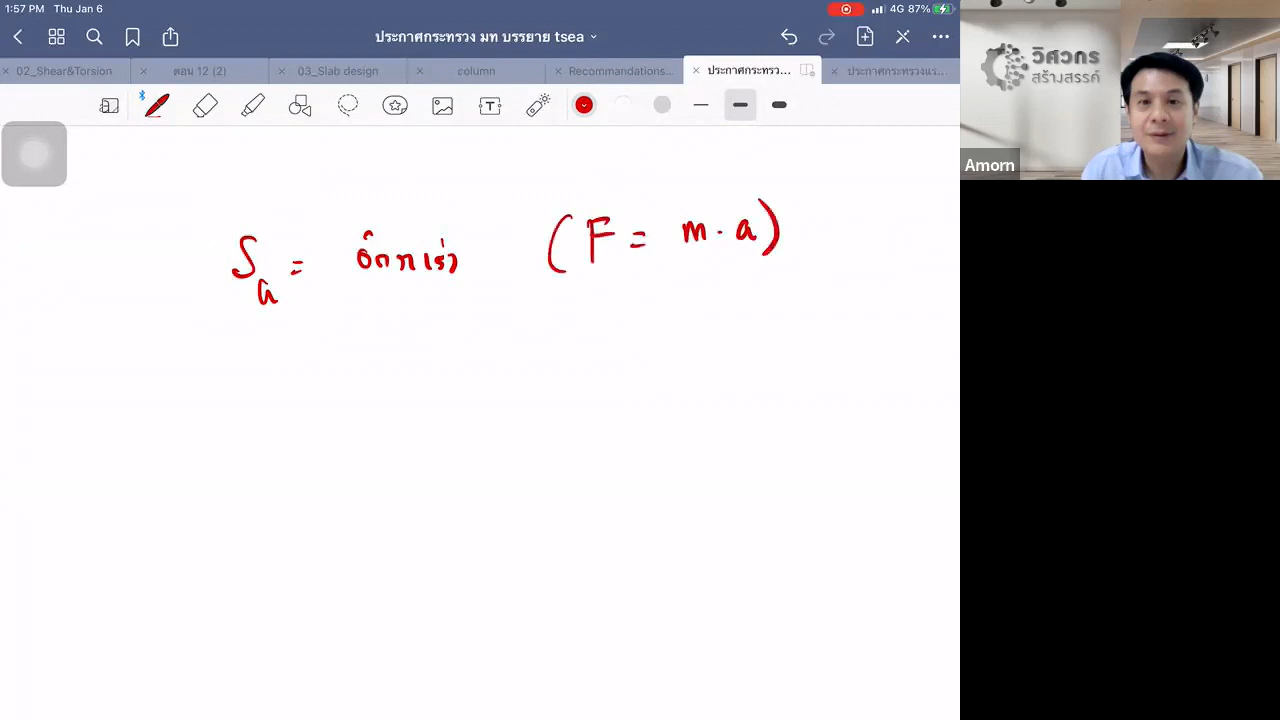 1:57 PM Thu Jan 6
4G 87%
ประกาศกระทรวง มท บรรยาย tsea
02_Shear&Torsion
ตอน 12 (2)
03_Slab design
column
Recommandations...
ประกาศกระทรว...
ประกาศกระทรวงแร...
S_a = อัตราเร่ง (F = m · a)
วิศวกร
สร้างสรรค์
Amorn